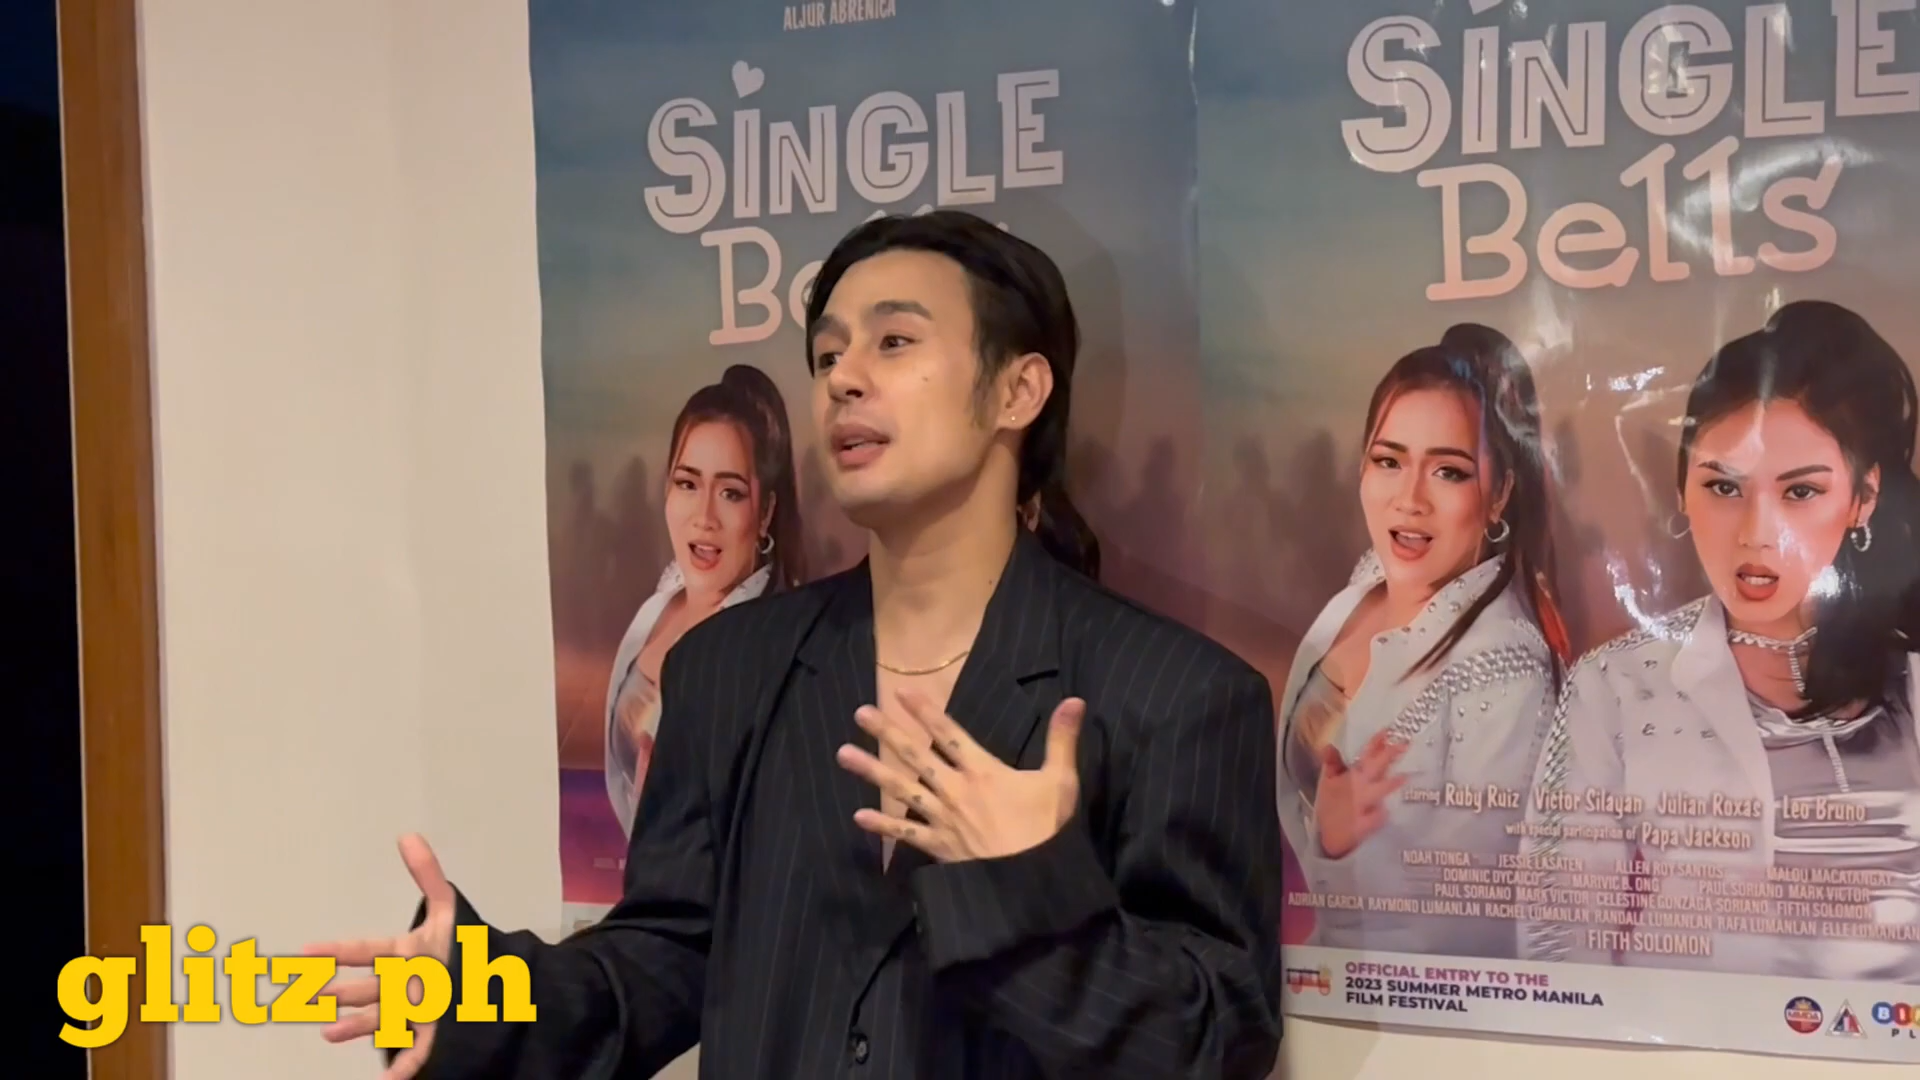 ALJUR ABRENICA
SINGLE
Be
SINGLE
Bells
starring Ruby Ruiz Victor Silayan Julian Roxas Leo Bruno
with special participation of Papa Jackson
NOAH TONGA JESSIE LASATEN ALLEN ROY SANTOS MALOU MACATANGAY
DOMINIC DYCAICO MARIVIC B. ONG PAUL SORIANO MARK VICTOR
PAUL SORIANO MARK VICTOR CELESTINE GONZAGA SORIANO FIFTH SOLOMON
ADRIAN GARCIA RAYMOND LUMANLAN RACHEL LUMANLAN RANDALL LUMANLAN RAFA LUMANLAN ELLE LUMANLAN
FIFTH SOLOMON
OFFICIAL ENTRY TO THE
2023 SUMMER METRO MANILA
FILM FESTIVAL
MMDA
glitz ph